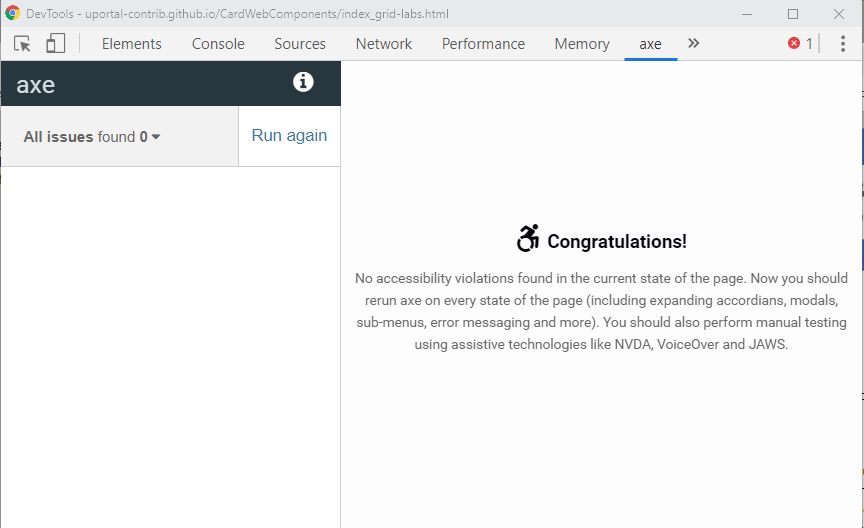 DevTools - uportal-contrib.github.io/CardWebComponents/index_grid-labs.html
Elements Console Sources Network Performance Memory axe » 1
axe
All issues found 0 Run again
Congratulations!
No accessibility violations found in the current state of the page. Now you should
rerun axe on every state of the page (including expanding accordians, modals,
sub-menus, error messaging and more). You should also perform manual testing
using assistive technologies like NVDA, VoiceOver and JAWS.